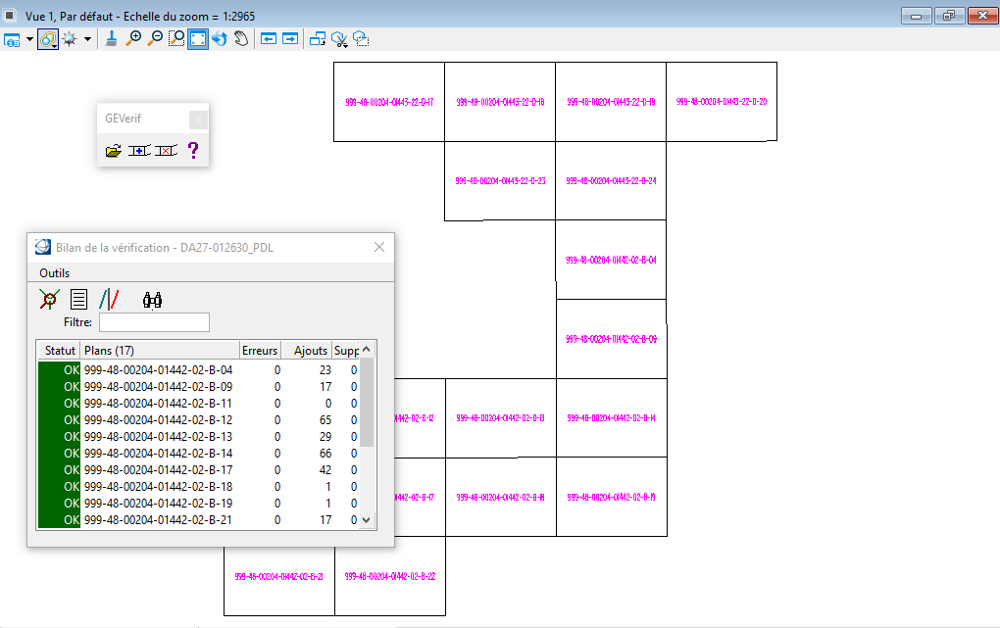 Vue 1, Par défaut - Echelle du zoom = 1:2965
999-48-00204-01443-22-D-17
999-48-00204-01443-22-D-18
999-48-00204-01443-22-D-19
999-48-00204-01443-22-D-20
GEVerif
x
?
999-48-00204-01443-22-D-23
999-48-00204-01443-22-D-24
999-48-00204-01442-02-B-04
999-48-00204-01442-02-B-09
Bilan de la vérification - DA27-012630_PDL
Outils
Filtre:
Statut Plans (17) Erreurs Ajouts Supp
OK 999-48-00204-01442-02-B-04 0 23 0
OK 999-48-00204-01442-02-B-09 0 17 0
OK 999-48-00204-01442-02-B-11 0 0 0
OK 999-48-00204-01442-02-B-12 0 65 0
OK 999-48-00204-01442-02-B-13 0 29 0
OK 999-48-00204-01442-02-B-14 0 66 0
OK 999-48-00204-01442-02-B-17 0 42 0
OK 999-48-00204-01442-02-B-18 0 1 0
OK 999-48-00204-01442-02-B-19 0 1 0
OK 999-48-00204-01442-02-B-21 0 17 0
1442-02-B-12
999-48-00204-01442-02-B-13
999-48-00204-01442-02-B-14
1442-02-B-17
999-48-00204-01442-02-B-18
999-48-00204-01442-02-B-19
999-48-00204-01442-02-B-21
999-48-00204-01442-02-B-22